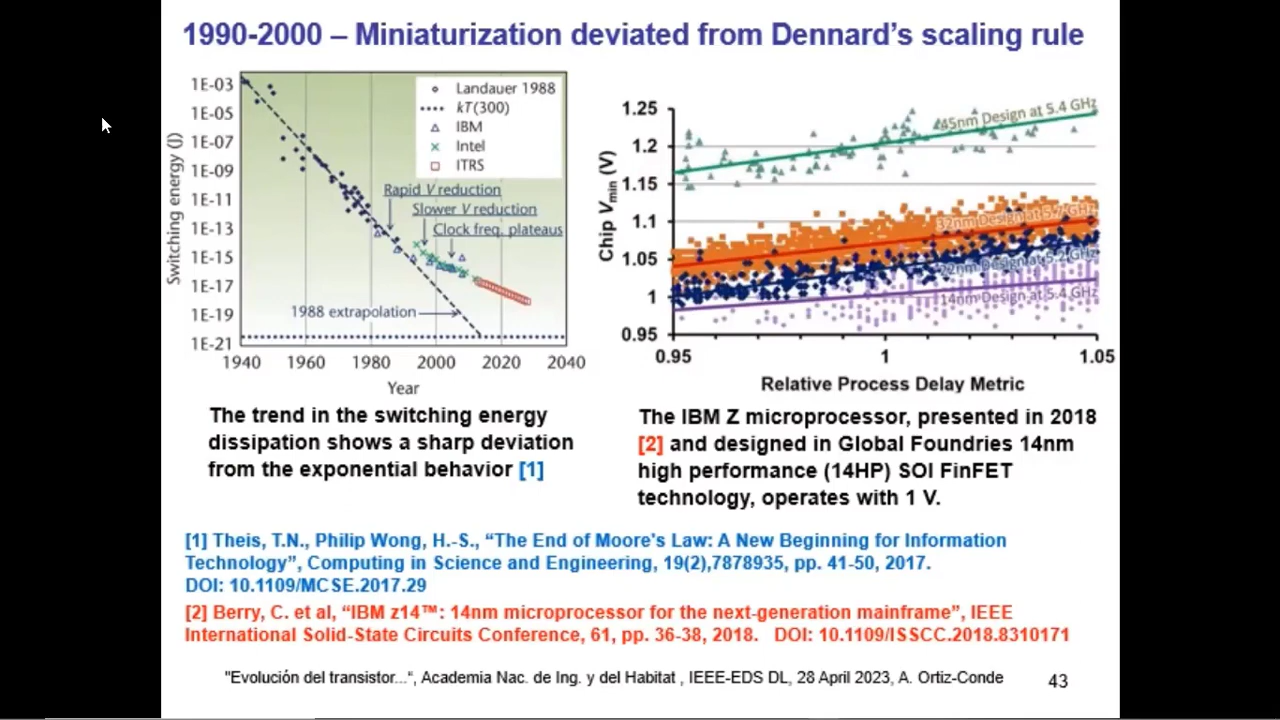 1990-2000 – Miniaturization deviated from Dennard's scaling rule
Switching energy (J)
1E-03
1E-05
1E-07
1E-09
1E-11
1E-13
1E-15
1E-17
1E-19
1E-21
Landauer 1988
kT(300)
IBM
Intel
ITRS
Rapid V reduction
Slower V reduction
Clock freq. plateaus
1988 extrapolation
1940 1960 1980 2000 2020 2040
Year
Chip Vmin (V)
1.25
1.2
1.15
1.1
1.05
1
0.95
45nm Design at 5.4 GHz
32nm Design at 5.7 GHz
22nm Design at 5.2 GHz
14nm Design at 5.4 GHz
0.95 1 1.05
Relative Process Delay Metric
The trend in the switching energy
dissipation shows a sharp deviation
from the exponential behavior [1]
The IBM Z microprocessor, presented in 2018
[2] and designed in Global Foundries 14nm
high performance (14HP) SOI FinFET
technology, operates with 1 V.
[1] Theis, T.N., Philip Wong, H.-S., “The End of Moore's Law: A New Beginning for Information
Technology”, Computing in Science and Engineering, 19(2),7878935, pp. 41-50, 2017.
DOI: 10.1109/MCSE.2017.29
[2] Berry, C. et al, “IBM z14™: 14nm microprocessor for the next-generation mainframe”, IEEE
International Solid-State Circuits Conference, 61, pp. 36-38, 2018. DOI: 10.1109/ISSCC.2018.8310171
"Evolución del transistor...“, Academia Nac. de Ing. y del Habitat , IEEE-EDS DL, 28 April 2023, A. Ortiz-Conde
43